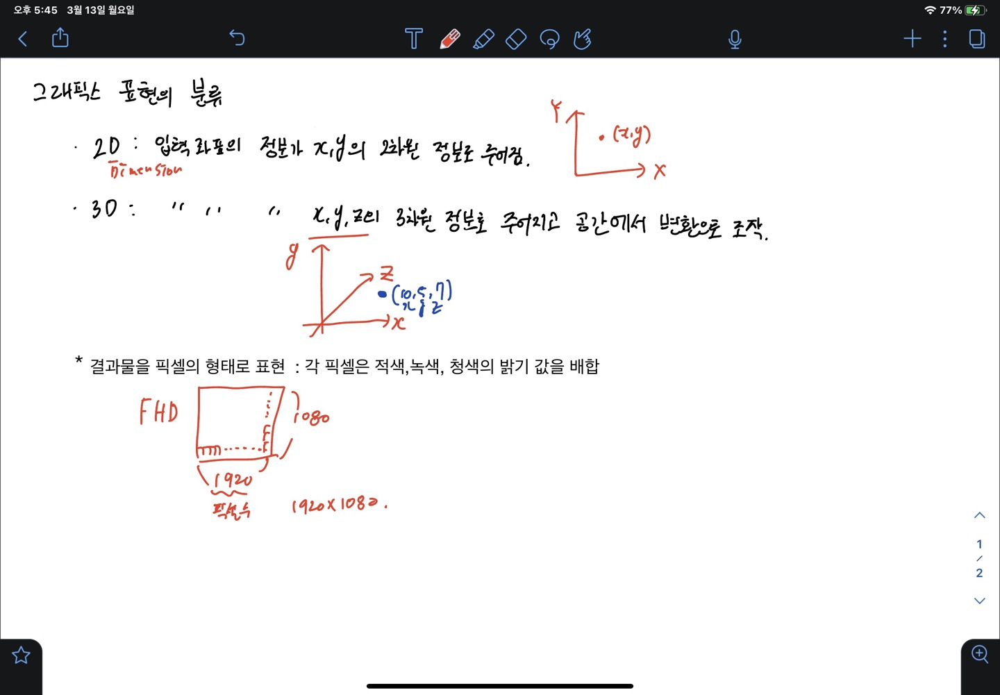 오후 5:45 3월 13일 월요일
77%
그래픽스 표현의 분류
· 2D : 입력 좌표의 정보가 x,y의 2차원 정보로 주어짐.
Dimension
Y
(x,y)
X
· 3D : " " " x,y,z의 3차원 정보로 주어지고 공간에서 변환으로 조작.
y
z
(10,5,7)
x y z
x
* 결과물을 픽셀의 형태로 표현 : 각 픽셀은 적색,녹색, 청색의 밝기 값을 배합
FHD
1080
1920
픽셀수
1920x1080.
1
/
2